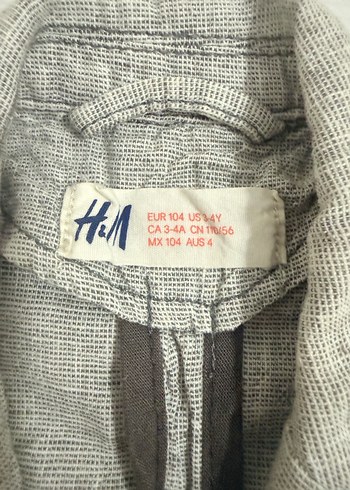 H&M
EUR 104 US 3-4Y
CA 3-4A CN 110/56
MX 104 AUS 4